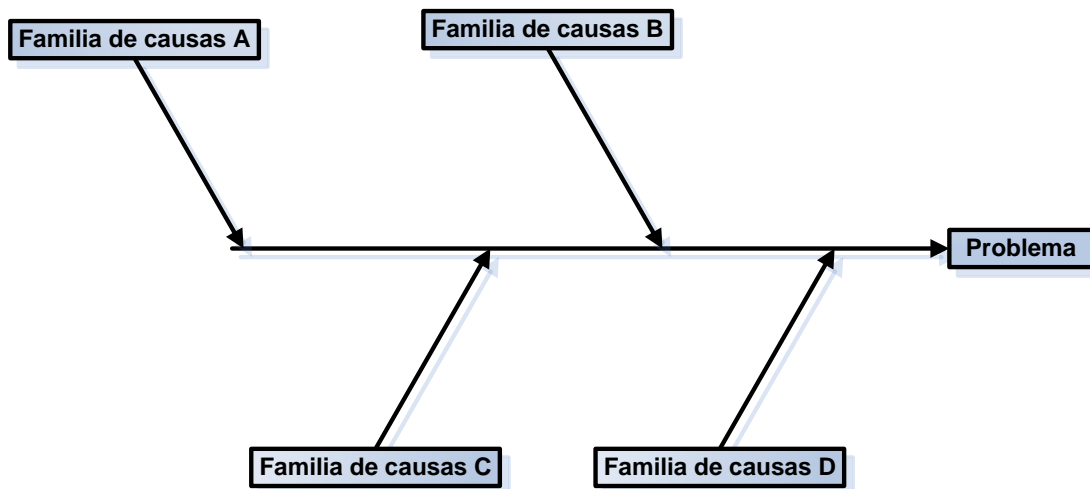 Familia de causas A
Familia de causas B
Problema
Familia de causas C
Familia de causas D